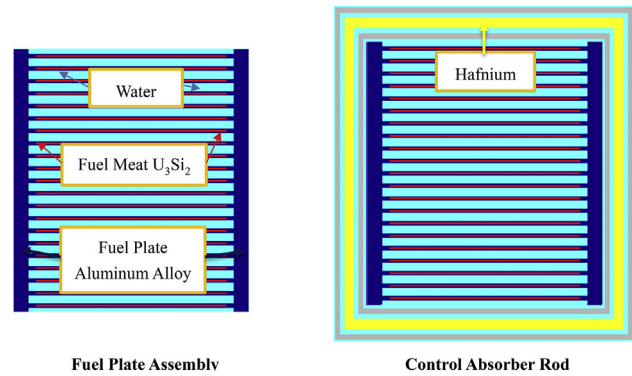 Water
Fuel Meat U₃Si₂
Fuel Plate
Aluminum Alloy
Fuel Plate Assembly
Hafnium
Control Absorber Rod